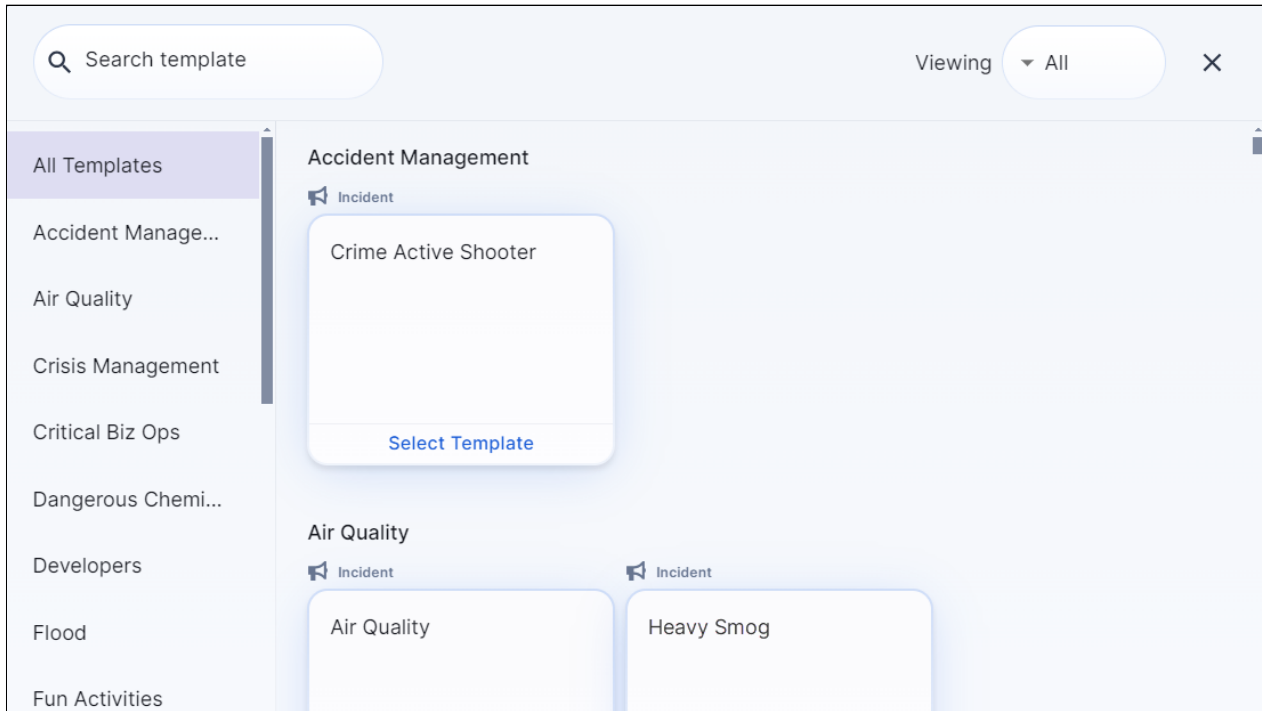 Search template
Viewing
All
All Templates
Accident Manage...
Air Quality
Crisis Management
Critical Biz Ops
Dangerous Chemi...
Developers
Flood
Fun Activities
Accident Management
Incident
Crime Active Shooter
Select Template
Air Quality
Incident
Incident
Air Quality
Heavy Smog